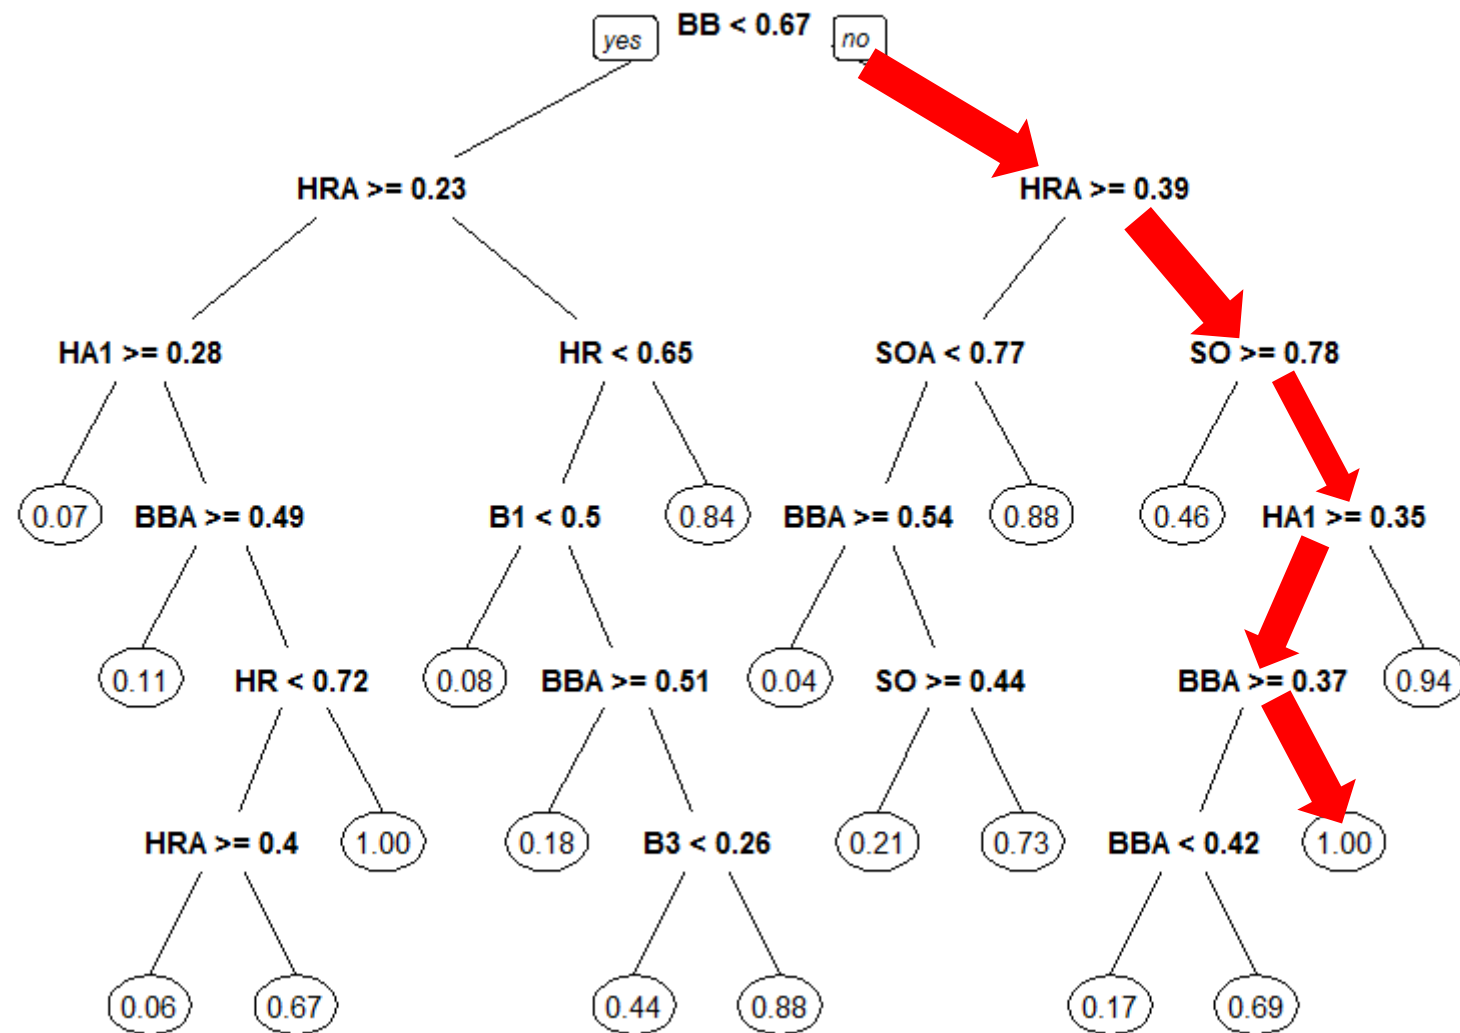 yes BB < 0.67 no
HRA >= 0.23 HRA >= 0.39
HA1 >= 0.28 HR < 0.65 SOA < 0.77 SO >= 0.78
0.07 BBA >= 0.49 B1 < 0.5 0.84 BBA >= 0.54 0.88 0.46 HA1 >= 0.35
0.11 HR < 0.72 0.08 BBA >= 0.51 0.04 SO >= 0.44 BBA >= 0.37 0.94
HRA >= 0.4 1.00 0.18 B3 < 0.26 0.21 0.73 BBA < 0.42 1.00
0.06 0.67 0.44 0.88 0.17 0.69